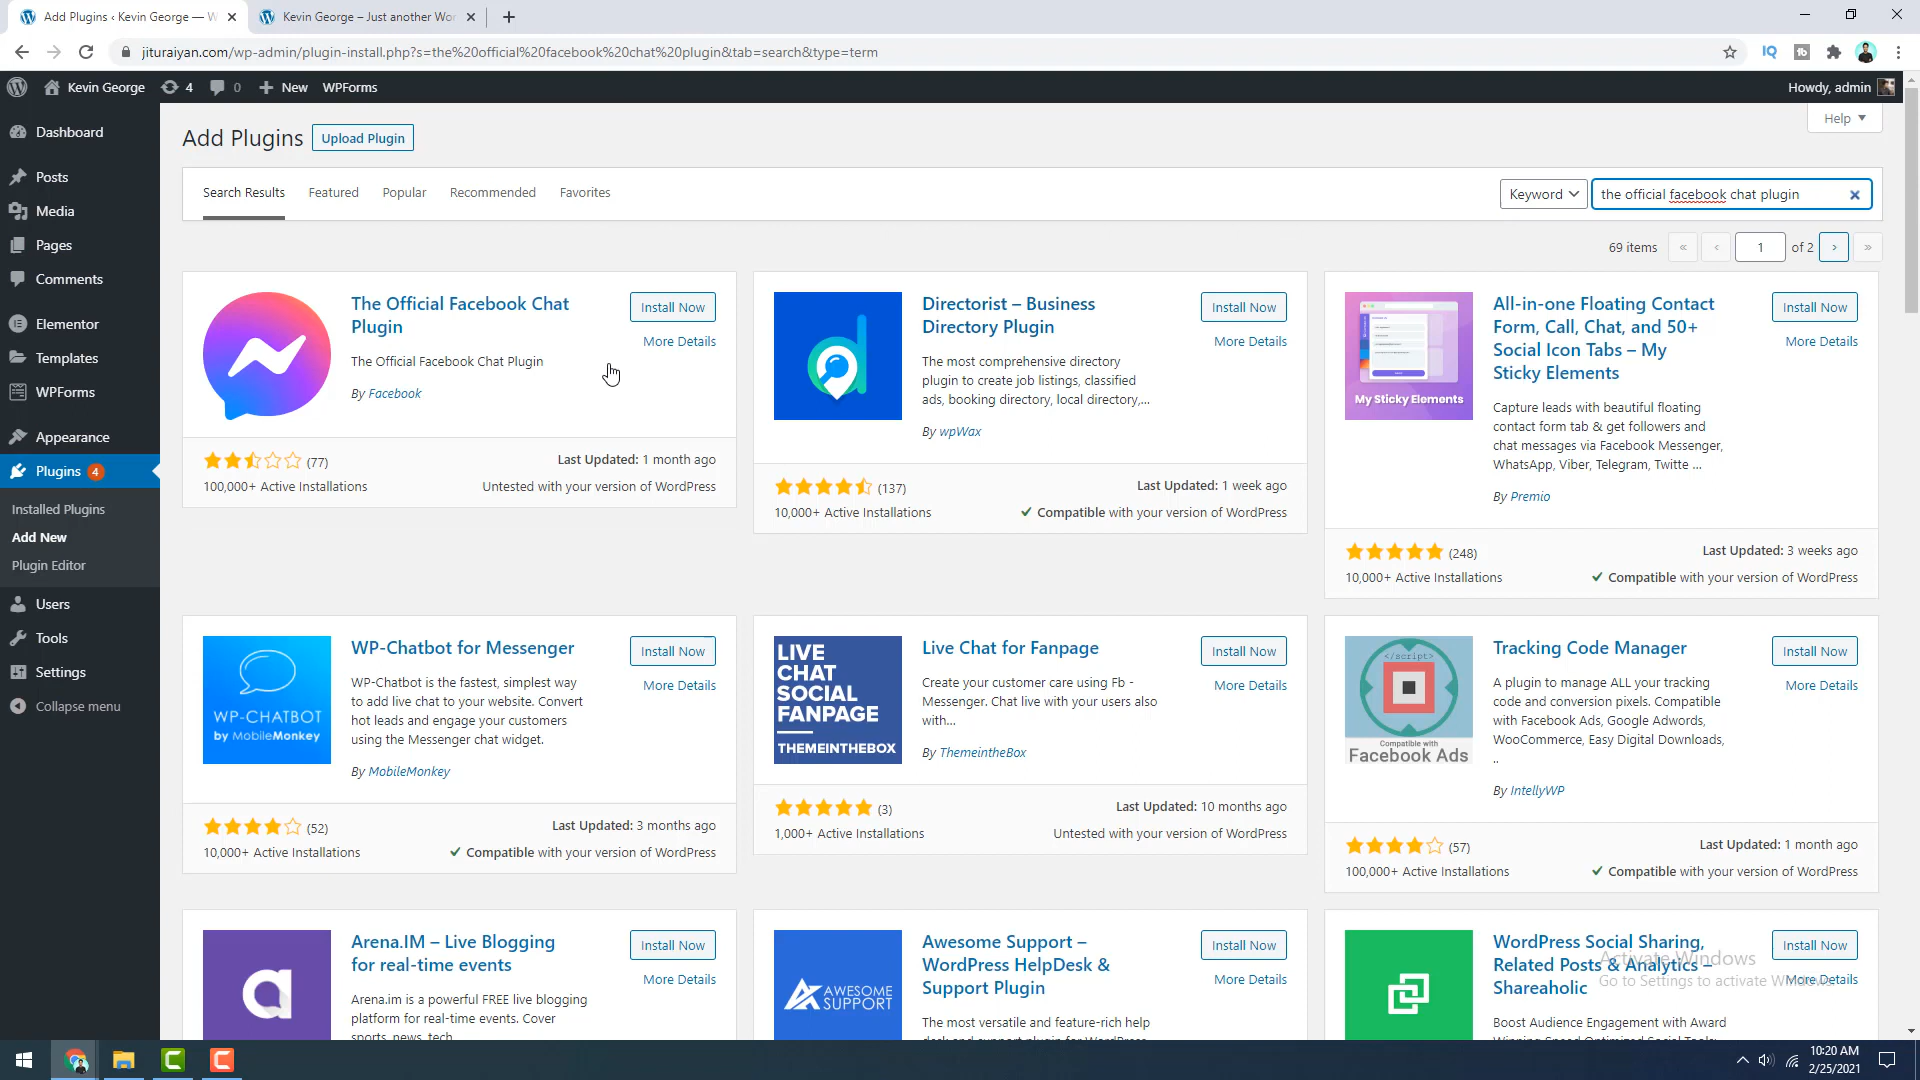 Add Plugins ‹ Kevin George — W
Kevin George – Just another Wor
jituraiyan.com/wp-admin/plugin-install.php?s=the%20official%20facebook%20chat%20plugin&tab=search&type=term
Kevin George
4
0
New
WPForms
Howdy, admin
Dashboard
Posts
Media
Pages
Comments
Elementor
Templates
WPForms
Appearance
Plugins 4
Installed Plugins
Add New
Plugin Editor
Users
Tools
Settings
Collapse menu
Add Plugins
Upload Plugin
Help
Search Results
Featured
Popular
Recommended
Favorites
Keyword
the official facebook chat plugin
69 items
«
‹
1
of 2
›
»
The Official Facebook Chat
Plugin
Install Now
More Details
The Official Facebook Chat Plugin
By Facebook
(77)
Last Updated: 1 month ago
100,000+ Active Installations
Untested with your version of WordPress
Directorist – Business
Directory Plugin
Install Now
More Details
The most comprehensive directory
plugin to create job listings, classified
ads, booking directory, local directory,...
By wpWax
(137)
Last Updated: 1 week ago
10,000+ Active Installations
Compatible with your version of WordPress
My Sticky Elements
All-in-one Floating Contact
Form, Call, Chat, and 50+
Social Icon Tabs – My
Sticky Elements
Install Now
More Details
Capture leads with beautiful floating
contact form tab & get followers and
chat messages via Facebook Messenger,
WhatsApp, Viber, Telegram, Twitte ...
By Premio
(248)
Last Updated: 3 weeks ago
10,000+ Active Installations
Compatible with your version of WordPress
WP-CHATBOT
by MobileMonkey
WP-Chatbot for Messenger
Install Now
More Details
WP-Chatbot is the fastest, simplest way
to add live chat to your website. Convert
hot leads and engage your customers
using the Messenger chat widget.
By MobileMonkey
(52)
Last Updated: 3 months ago
10,000+ Active Installations
Compatible with your version of WordPress
LIVE
CHAT
SOCIAL
FANPAGE
THEMEINTHEBOX
Live Chat for Fanpage
Install Now
More Details
Create your customer care using Fb -
Messenger. Chat live with your users also
with...
By ThemeintheBox
(3)
Last Updated: 10 months ago
1,000+ Active Installations
Untested with your version of WordPress
</script>
Compatible with
Facebook Ads
Tracking Code Manager
Install Now
More Details
A plugin to manage ALL your tracking
code and conversion pixels. Compatible
with Facebook Ads, Google Adwords,
WooCommerce, Easy Digital Downloads,
..
By IntellyWP
(57)
Last Updated: 1 month ago
100,000+ Active Installations
Compatible with your version of WordPress
Arena.IM – Live Blogging
for real-time events
Install Now
More Details
Arena.im is a powerful FREE live blogging
platform for real-time events. Cover
sports, news, tech
AWESOME
SUPPORT
Awesome Support –
WordPress HelpDesk &
Support Plugin
Install Now
More Details
The most versatile and feature-rich help
desk and support plugin for WordPress
WordPress Social Sharing,
Related Posts & Analytics –
Shareaholic
Install Now
More Details
Boost Audience Engagement with Award
Winning Speed Optimized Social Tools:
Activate Windows
Go to Settings to activate Windows.
10:20 AM
2/25/2021